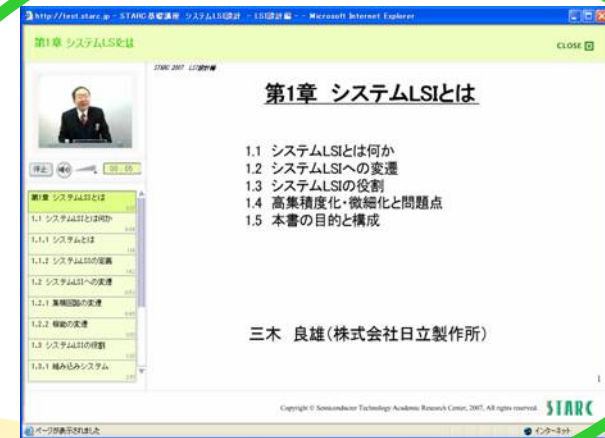 http://test.starc.jp - STARC基礎講座 システムLSI設計 - LSI設計編 - - Microsoft Internet Explorer
第1章 システムLSIとは
CLOSE
STARC 2007 LSI設計編
第1章 システムLSIとは
1.1 システムLSIとは何か
1.2 システムLSIへの変遷
1.3 システムLSIの役割
1.4 高集積度化・微細化と問題点
1.5 本書の目的と構成
停止
00:05
第1章 システムLSIとは
1.1 システムLSIとは何か
1.1.1 システムとは
1.1.2 システムLSIの定義
1.2 システムLSIへの変遷
1.2.1 集積回路の変遷
1.2.2 機能の変遷
1.3 システムLSIの役割
1.3.1 組み込みシステム
三木 良雄(株式会社日立製作所)
1
Copyright © Semiconductor Technology Academic Research Center, 2007, All rights reserved.
STARC
ページが表示されました
インターネット